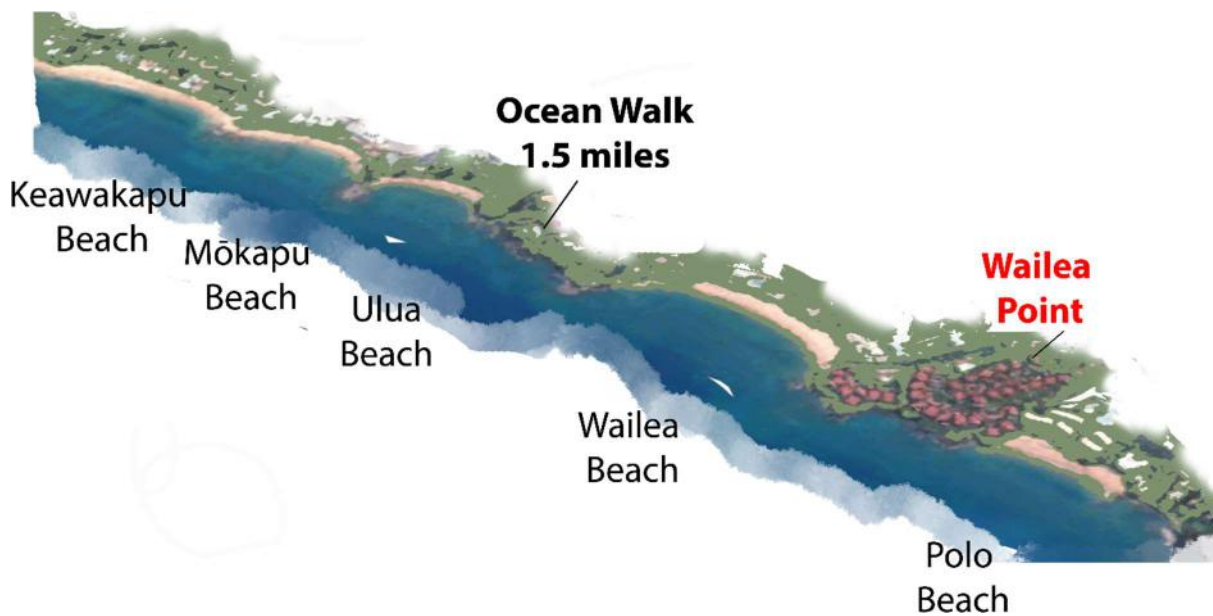 Ocean Walk
1.5 miles
Keawakapu
Beach
Mōkapu
Beach
Ulua
Beach
Wailea
Point
Wailea
Beach
Polo
Beach